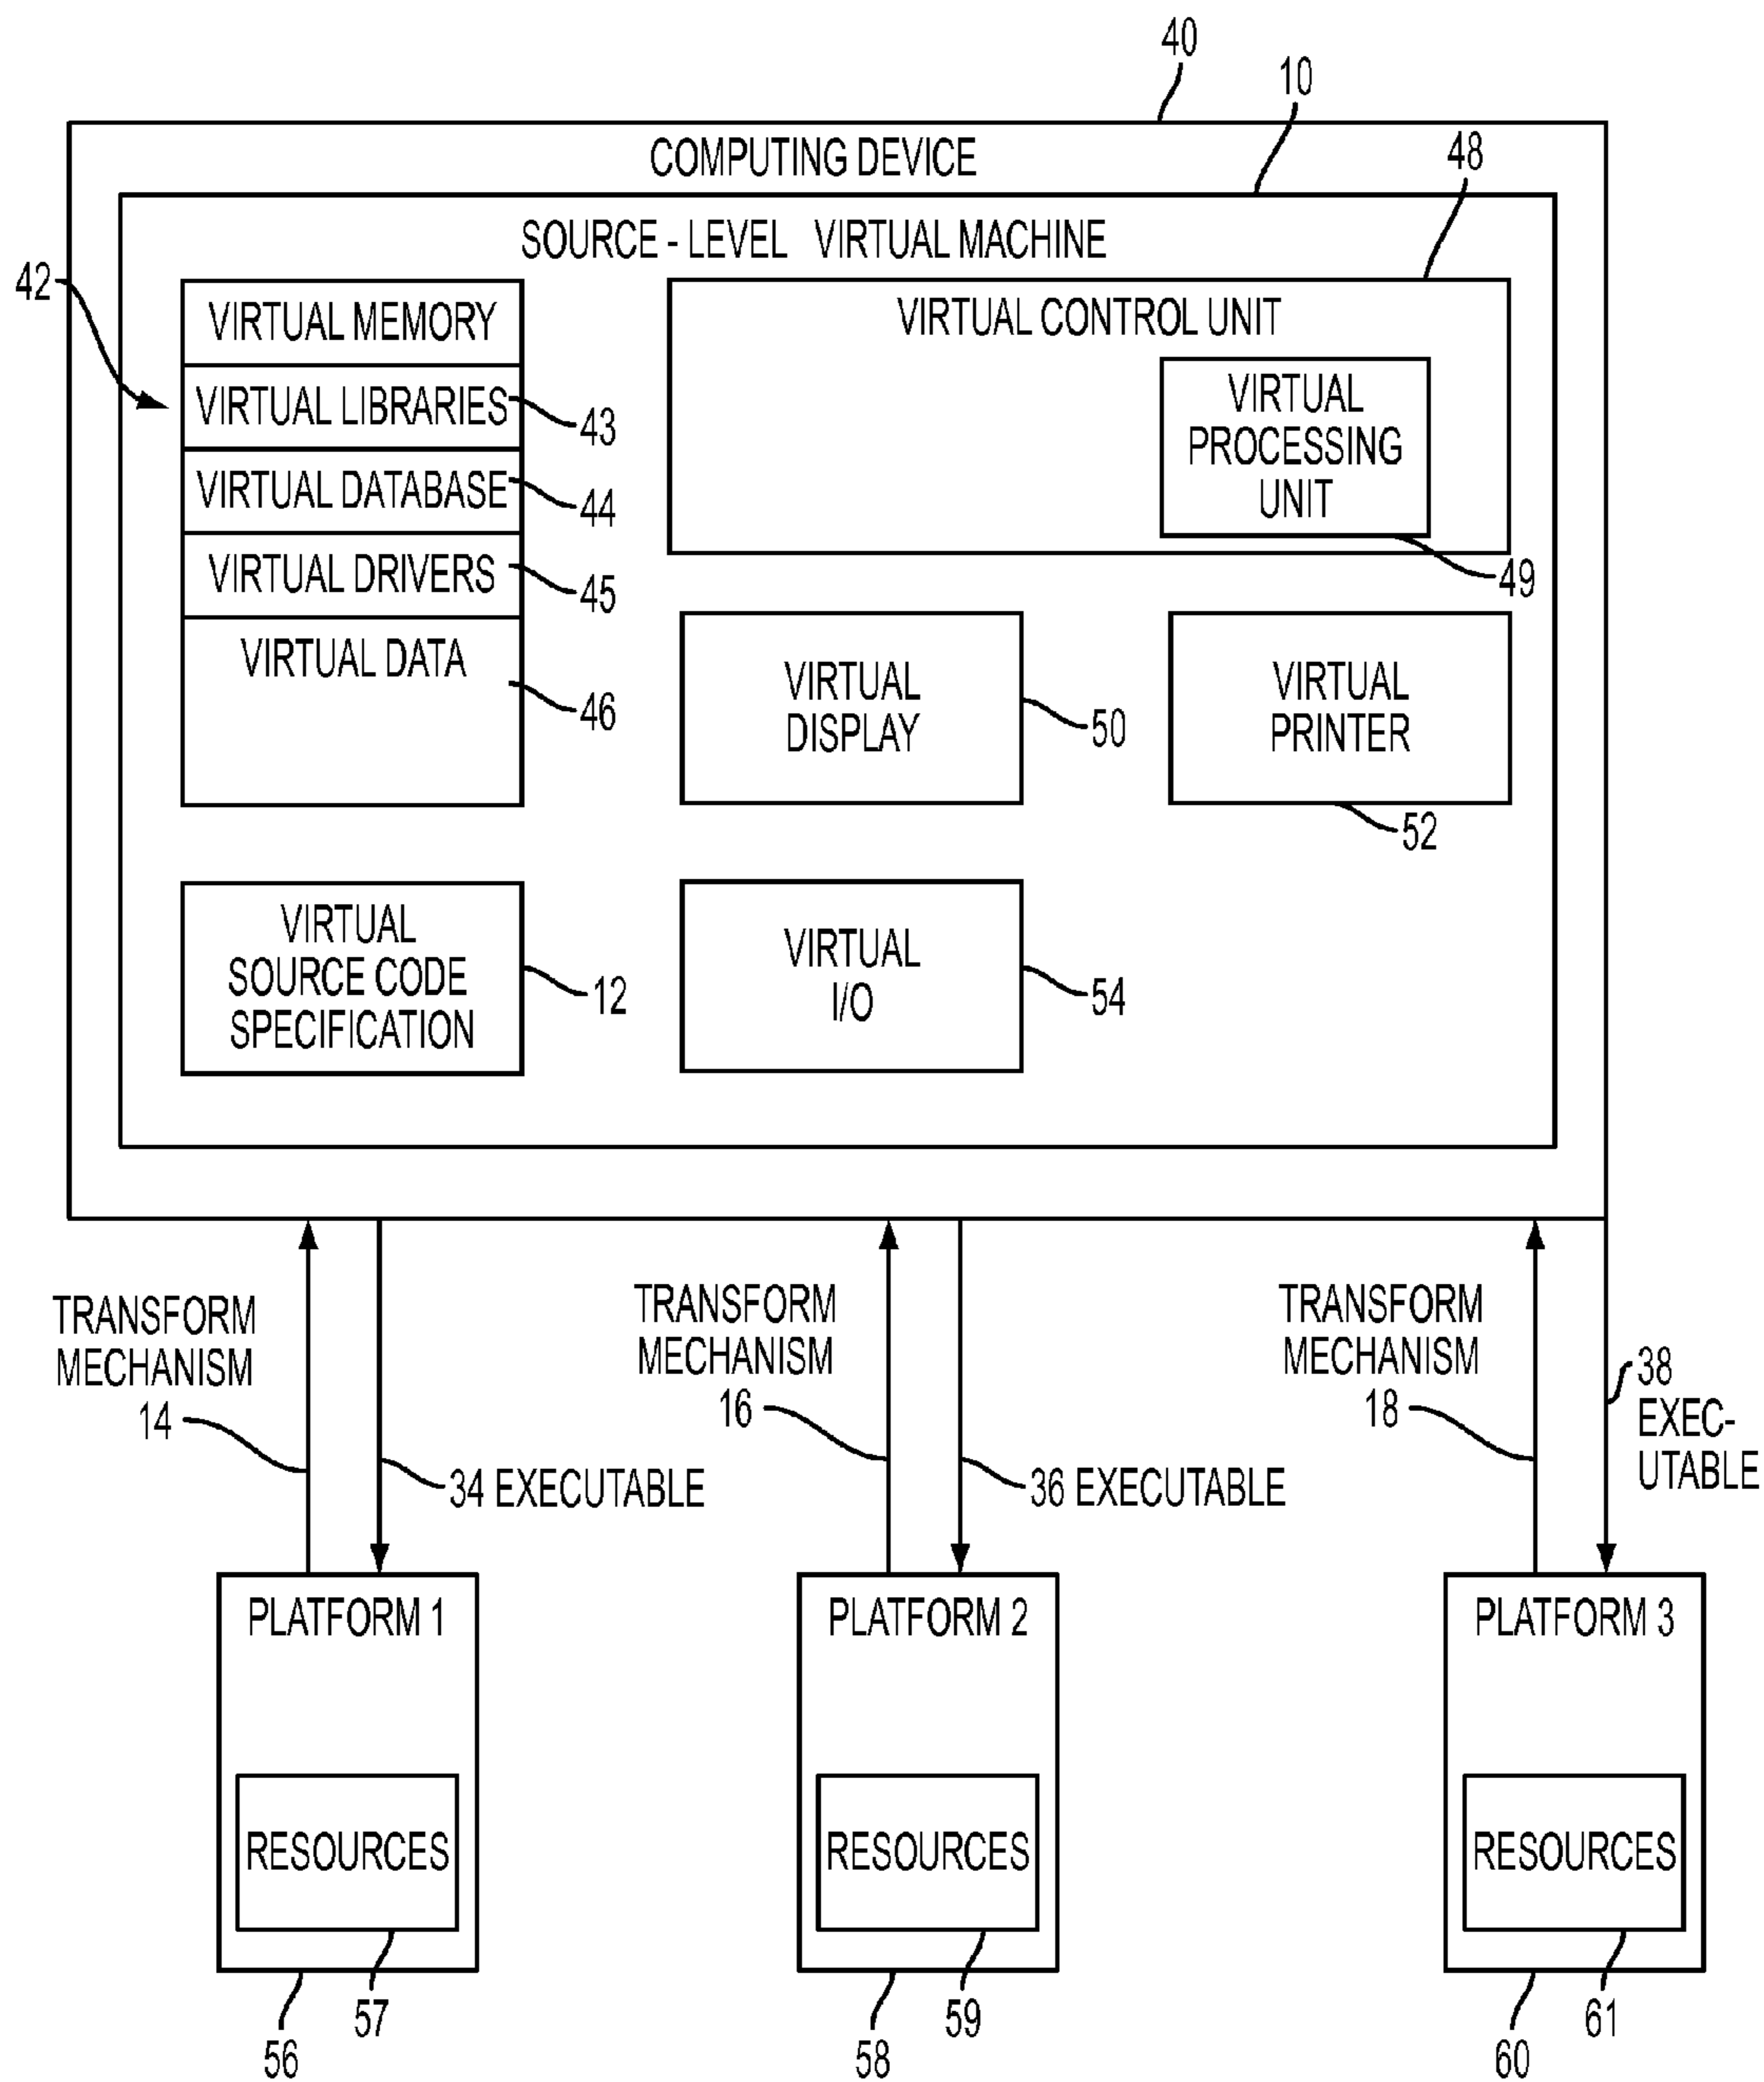 40
10
COMPUTING DEVICE
48
SOURCE - LEVEL VIRTUAL MACHINE
42
VIRTUAL MEMORY
VIRTUAL LIBRARIES
43
VIRTUAL DATABASE
44
VIRTUAL DRIVERS
45
VIRTUAL DATA
46
VIRTUAL CONTROL UNIT
VIRTUAL
PROCESSING
UNIT
49
VIRTUAL
DISPLAY
50
VIRTUAL
PRINTER
52
VIRTUAL
SOURCE CODE
SPECIFICATION
12
VIRTUAL
I/O
54
TRANSFORM
MECHANISM
14
34 EXECUTABLE
TRANSFORM
MECHANISM
16
36 EXECUTABLE
TRANSFORM
MECHANISM
18
38
EXEC-
UTABLE
PLATFORM 1
RESOURCES
57
56
PLATFORM 2
RESOURCES
59
58
PLATFORM 3
RESOURCES
61
60